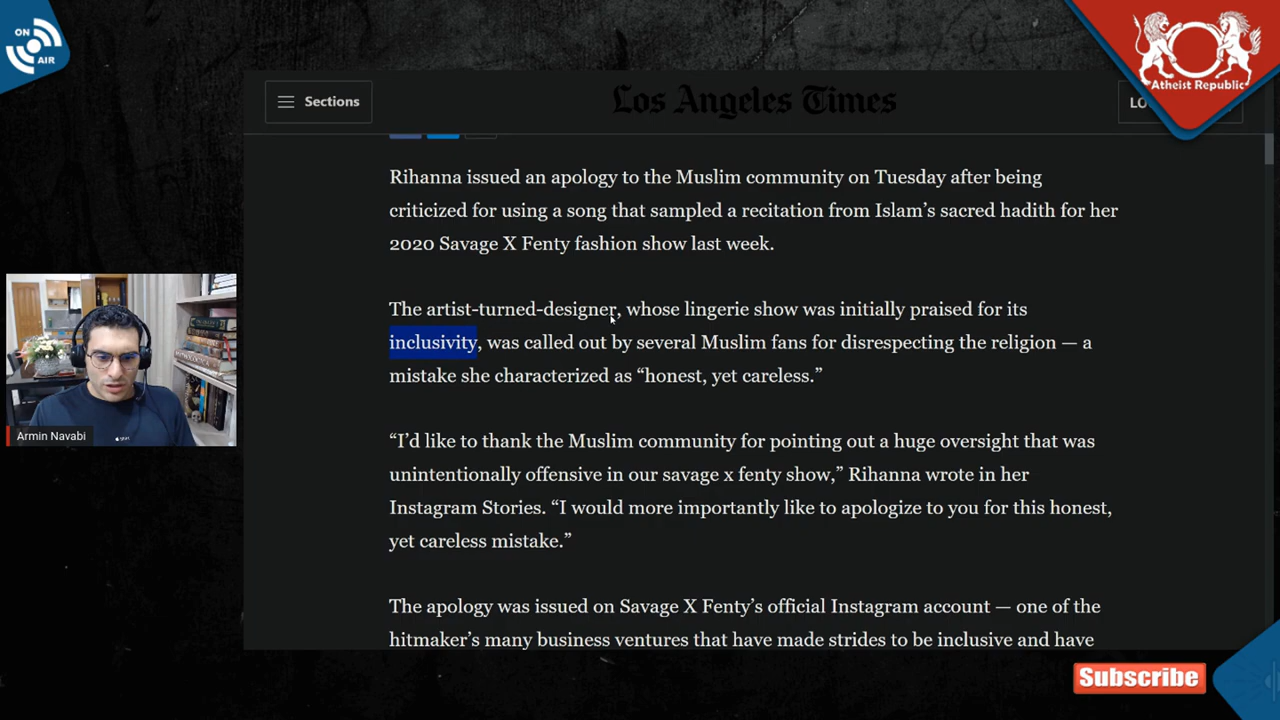 ON
AIR
Atheist Republic
Sections
Los Angeles Times
LO
Rihanna issued an apology to the Muslim community on Tuesday after being
criticized for using a song that sampled a recitation from Islam’s sacred hadith for her
2020 Savage X Fenty fashion show last week.
The artist-turned-designer, whose lingerie show was initially praised for its
inclusivity, was called out by several Muslim fans for disrespecting the religion — a
mistake she characterized as “honest, yet careless.”
Armin Navabi
“I’d like to thank the Muslim community for pointing out a huge oversight that was
unintentionally offensive in our savage x fenty show,” Rihanna wrote in her
Instagram Stories. “I would more importantly like to apologize to you for this honest,
yet careless mistake.”
The apology was issued on Savage X Fenty’s official Instagram account — one of the
hitmaker’s many business ventures that have made strides to be inclusive and have
Subscribe